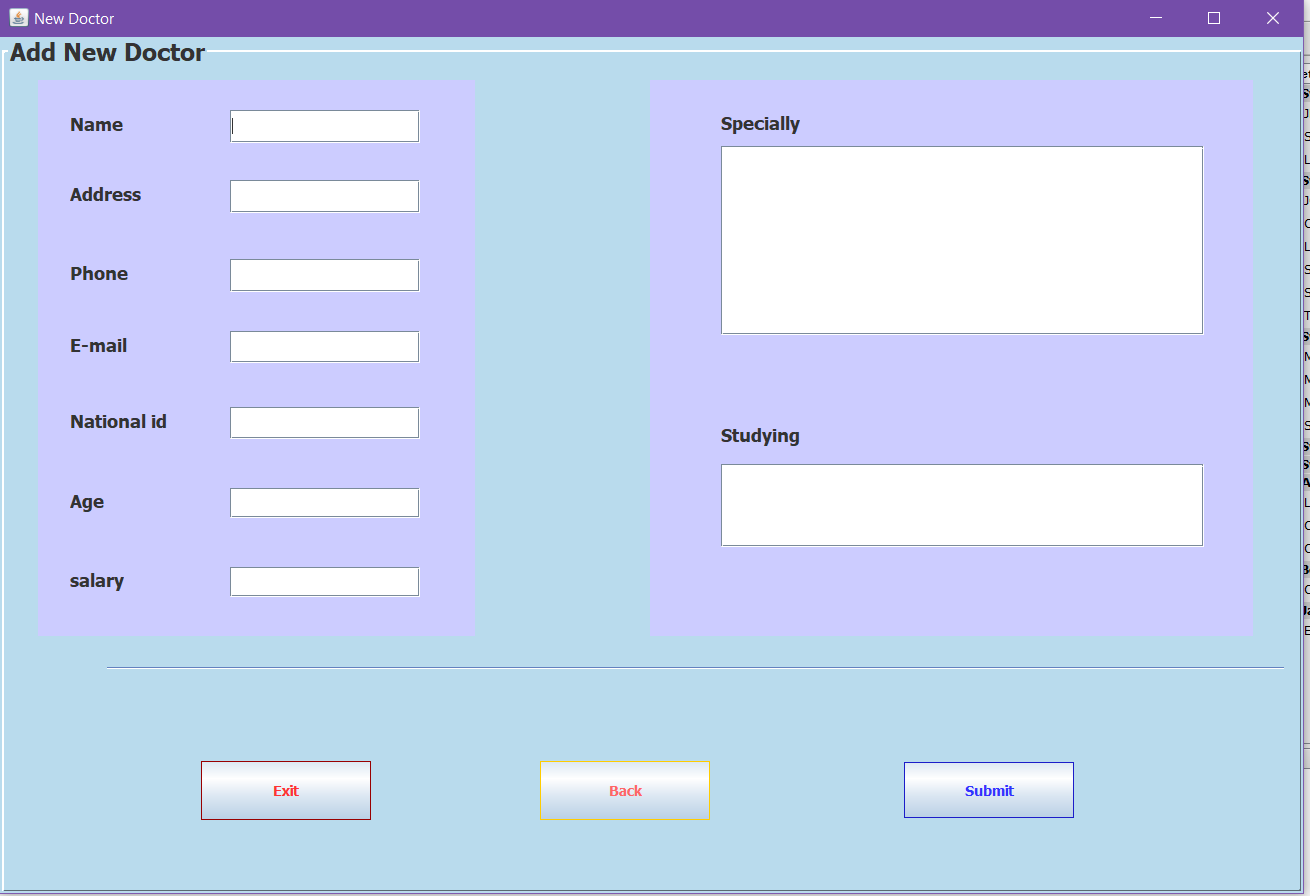 New Doctor
Add New Doctor
Name
Address
Phone
E-mail
National id
Age
salary
Specially
Studying
Exit
Back
Submit